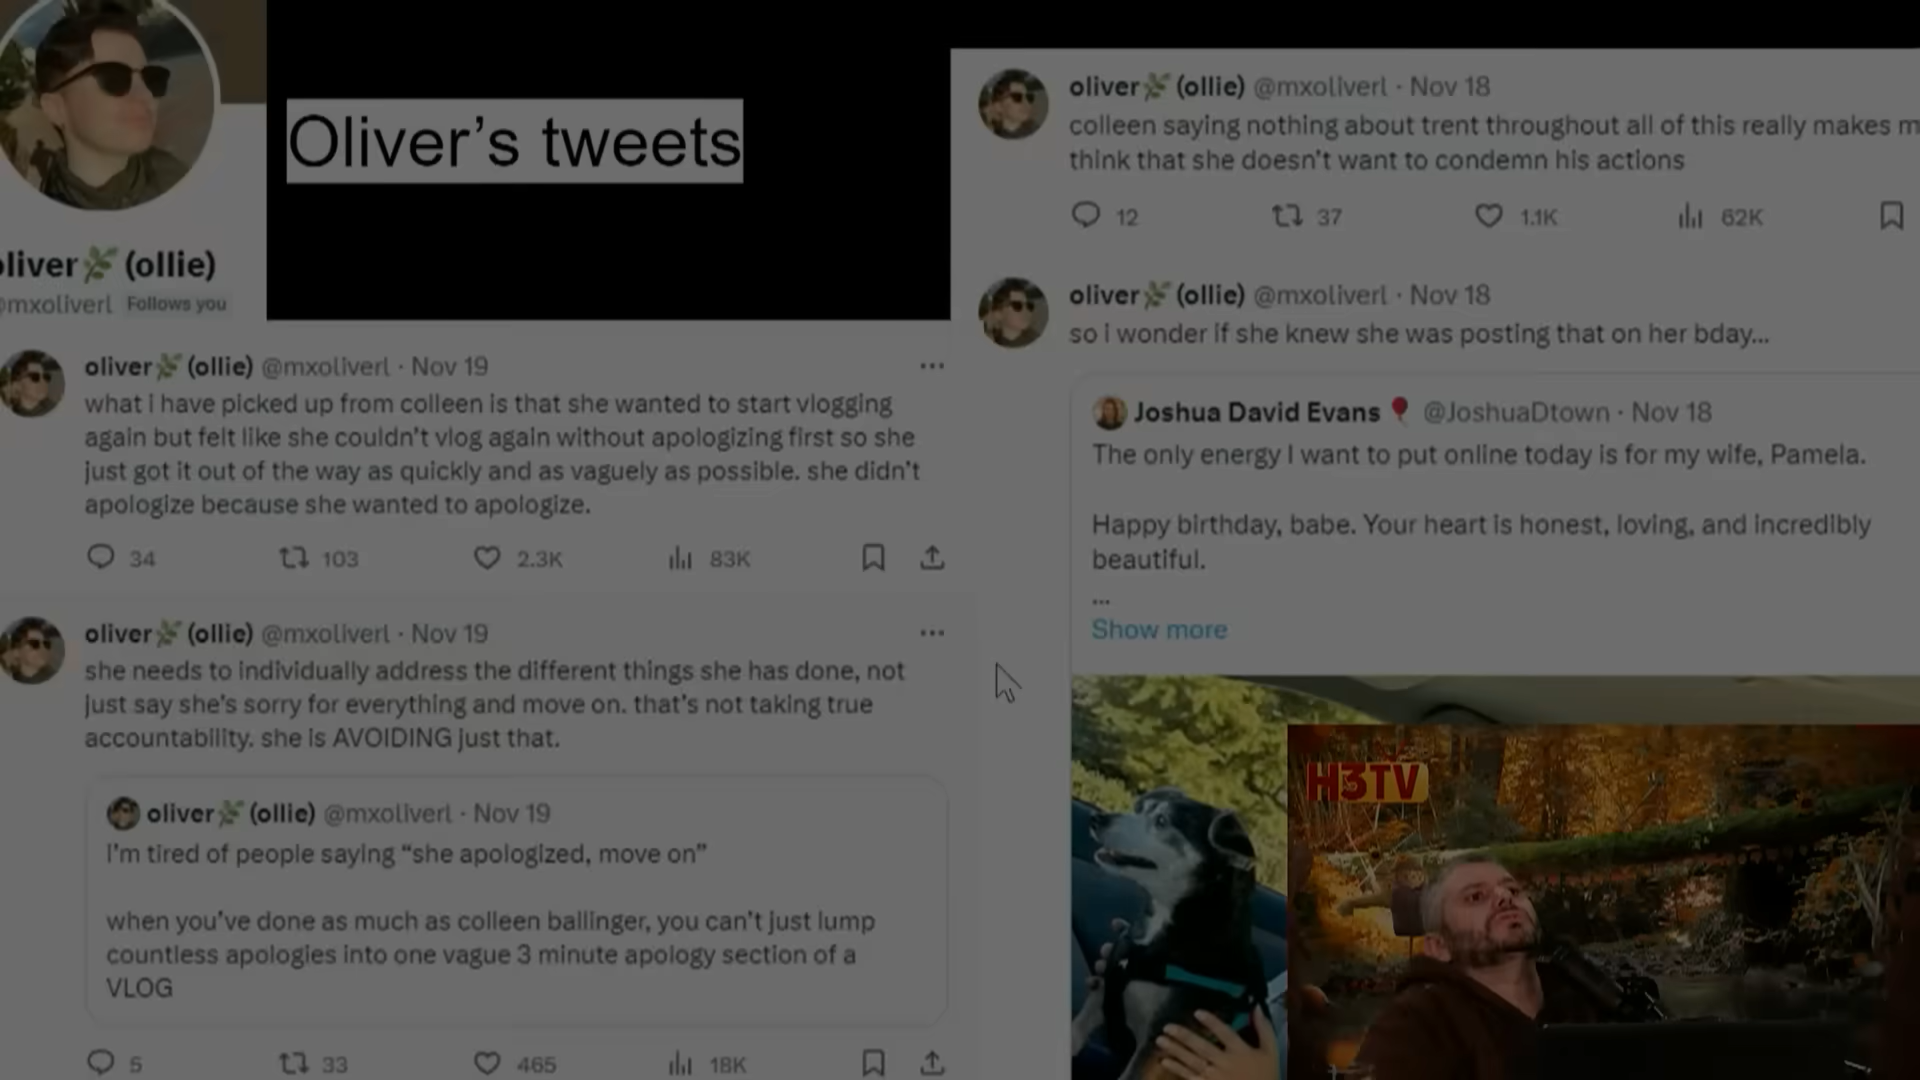 Oliver's tweets
oliver🌿 (ollie)
mxoliverl Follows you
oliver🌿 (ollie) @mxoliverl · Nov 19
what i have picked up from colleen is that she wanted to start vlogging
again but felt like she couldn't vlog again without apologizing first so she
just got it out of the way as quickly and as vaguely as possible. she didn't
apologize because she wanted to apologize.
34 103 2.3K 83K
oliver🌿 (ollie) @mxoliverl · Nov 19
she needs to individually address the different things she has done, not
just say she's sorry for everything and move on. that's not taking true
accountability. she is AVOIDING just that.
oliver🌿 (ollie) @mxoliverl · Nov 19
I'm tired of people saying “she apologized, move on”
when you've done as much as colleen ballinger, you can't just lump
countless apologies into one vague 3 minute apology section of a
VLOG
5 33 465 18K
oliver🌿 (ollie) @mxoliverl · Nov 18
colleen saying nothing about trent throughout all of this really makes m
think that she doesn't want to condemn his actions
12 37 1.1K 62K
oliver🌿 (ollie) @mxoliverl · Nov 18
so i wonder if she knew she was posting that on her bday...
Joshua David Evans🎈 @JoshuaDtown · Nov 18
The only energy I want to put online today is for my wife, Pamela.
Happy birthday, babe. Your heart is honest, loving, and incredibly
beautiful.
...
Show more
H3TV